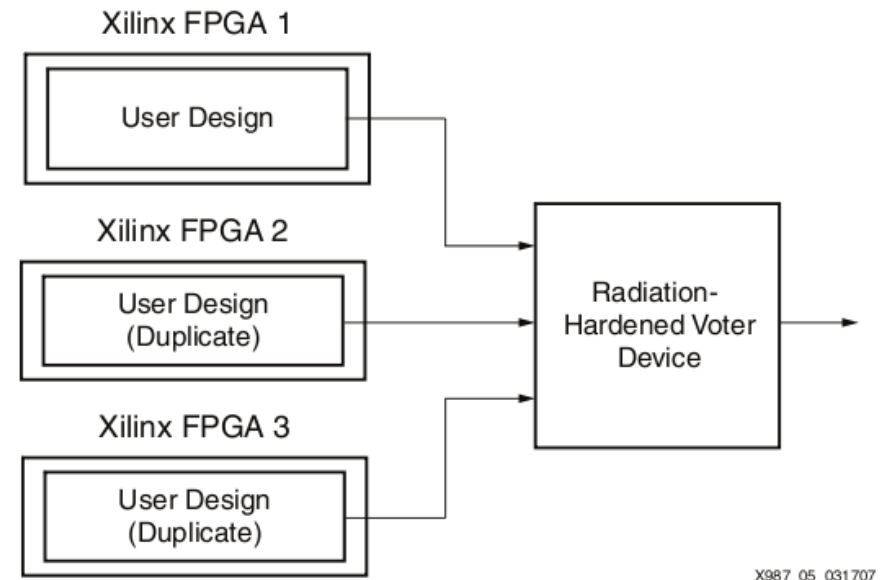 Xilinx FPGA 1
User Design
Xilinx FPGA 2
User Design
(Duplicate)
Xilinx FPGA 3
User Design
(Duplicate)
Radiation-
Hardened Voter
Device
X987_05_031707